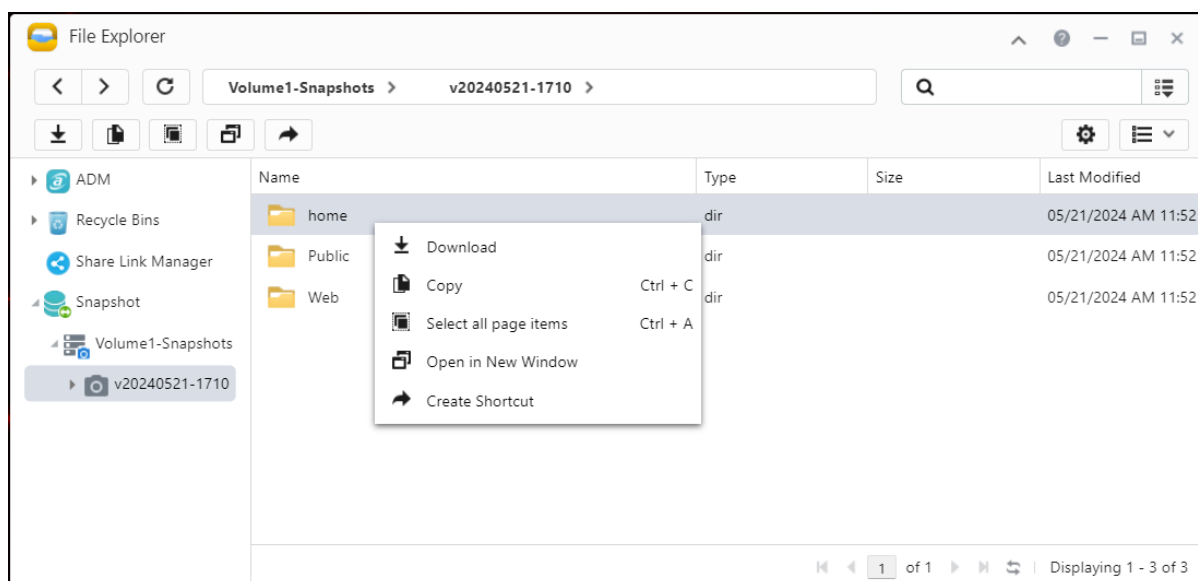 File Explorer
Volume1-Snapshots
v20240521-1710
ADM
Recycle Bins
Share Link Manager
Snapshot
Volume1-Snapshots
v20240521-1710
Name Type Size Last Modified
home dir 05/21/2024 AM 11:52
Public dir 05/21/2024 AM 11:52
Web dir 05/21/2024 AM 11:52
Download
Copy Ctrl + C
Select all page items Ctrl + A
Open in New Window
Create Shortcut
1 of 1 Displaying 1 - 3 of 3